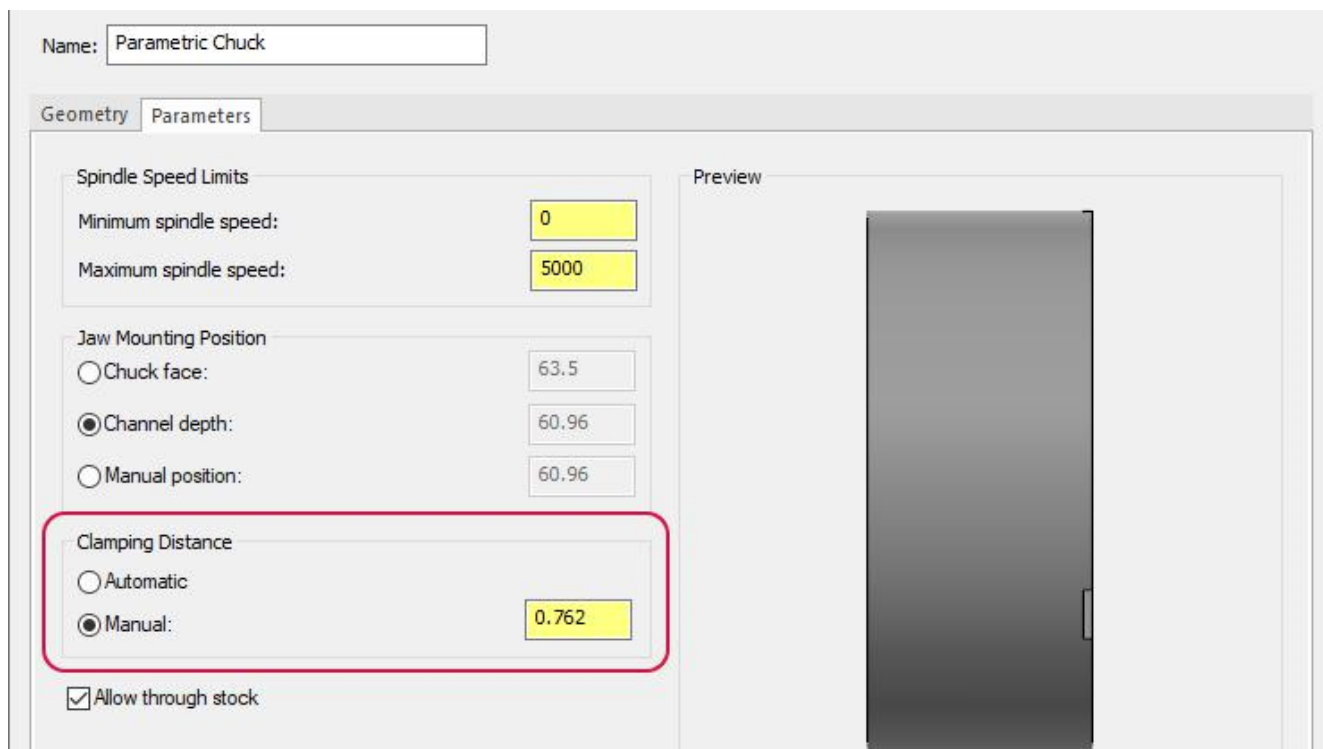 Name: Parametric Chuck
Geometry Parameters
Spindle Speed Limits
Minimum spindle speed: 0
Maximum spindle speed: 5000
Jaw Mounting Position
Chuck face: 63.5
Channel depth: 60.96
Manual position: 60.96
Clamping Distance
Automatic
Manual: 0.762
Allow through stock
Preview